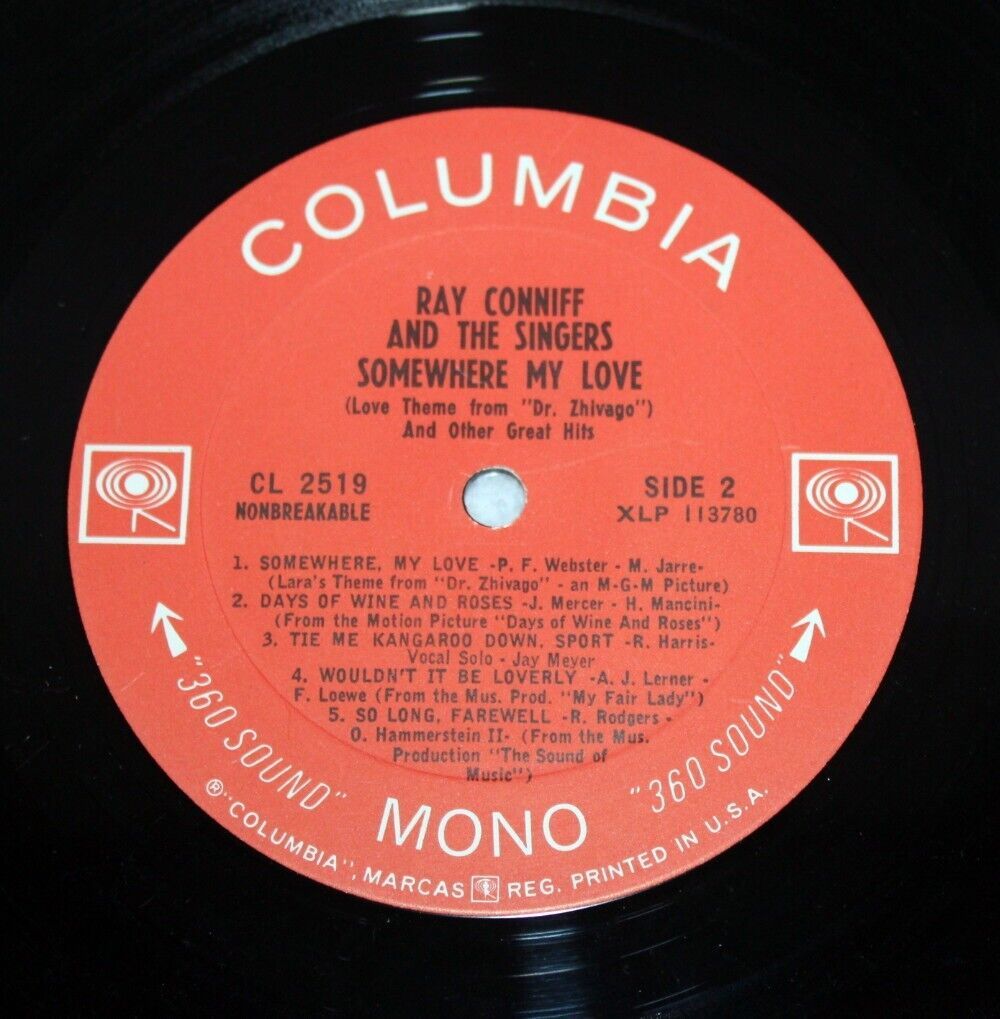 COLUMBIA
RAY CONNIFF
AND THE SINGERS
SOMEWHERE MY LOVE
(Love Theme from "Dr. Zhivago")
And Other Great Hits
CL 2519
NONBREAKABLE
SIDE 2
XLP 113780
1. SOMEWHERE, MY LOVE -P. F. Webster - M. Jarre-
(Lara's Theme from "Dr. Zhivago" - an M-G-M Picture)
2. DAYS OF WINE AND ROSES -J. Mercer - H. Mancini-
(From the Motion Picture "Days of Wine And Roses")
3. TIE ME KANGAROO DOWN, SPORT -R. Harris-
Vocal Solo - Jay Meyer
4. WOULDN'T IT BE LOVERLY -A. J. Lerner -
F. Loewe (From the Mus. Prod. "My Fair Lady")
5. SO LONG, FAREWELL -R. Rodgers -
O. Hammerstein II- (From the Mus.
Production "The Sound of
Music")
"360 SOUND"
MONO
"360 SOUND"
® "COLUMBIA", MARCAS REG. PRINTED IN U.S.A.